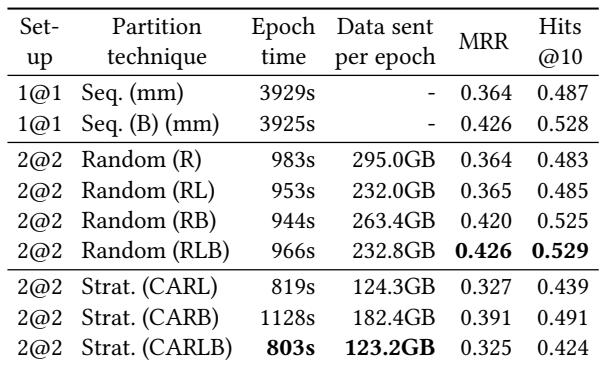 Set- Partition Epoch Data sent MRR Hits
up technique time per epoch @10
1@1 Seq. (mm) 3929s - 0.364 0.487
1@1 Seq. (B) (mm) 3925s - 0.426 0.528
2@2 Random (R) 983s 295.0GB 0.364 0.483
2@2 Random (RL) 953s 232.0GB 0.365 0.485
2@2 Random (RB) 944s 263.4GB 0.420 0.525
2@2 Random (RLB) 966s 232.8GB 0.426 0.529
2@2 Strat. (CARL) 819s 124.3GB 0.327 0.439
2@2 Strat. (CARB) 1128s 182.4GB 0.391 0.491
2@2 Strat. (CARLB) 803s 123.2GB 0.325 0.424